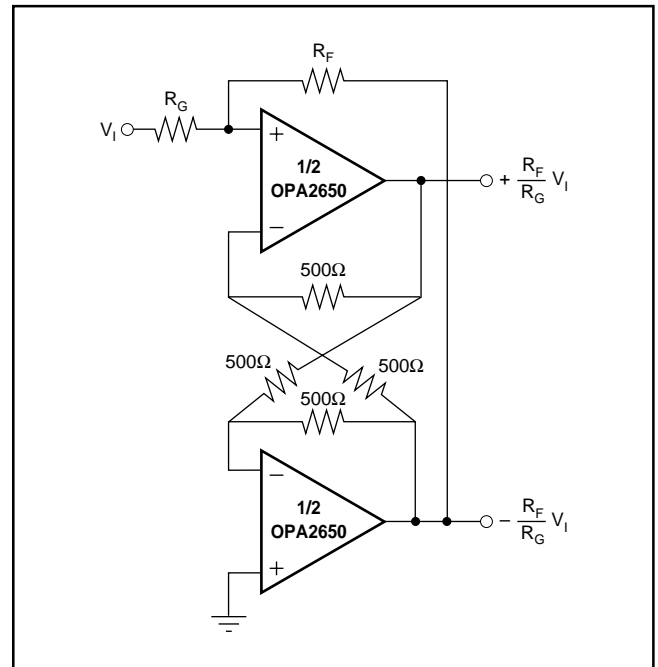 R_F
R_G
V_I
+
1/2
OPA2650
+ R_F/R_G V_I
−
500Ω
500Ω
500Ω
500Ω
−
1/2
OPA2650
− R_F/R_G V_I
+